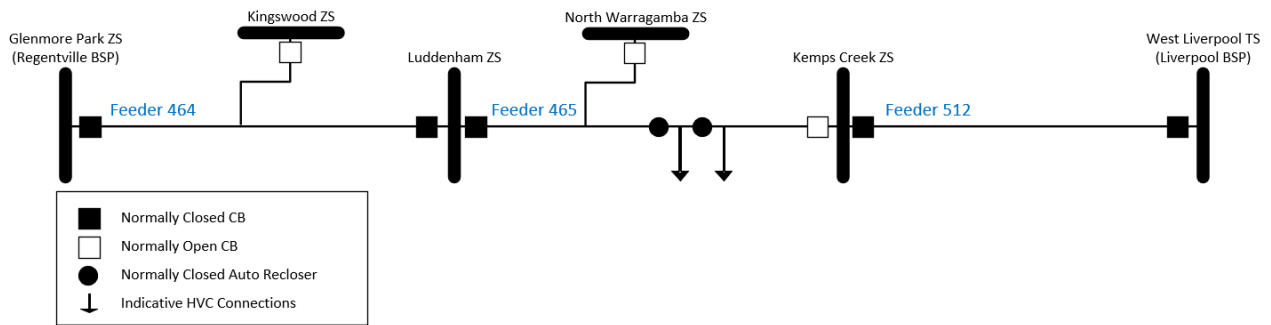 Glenmore Park ZS
(Regentville BSP)
Kingswood ZS
Luddenham ZS
North Warragamba ZS
Kemps Creek ZS
West Liverpool TS
(Liverpool BSP)
Feeder 464
Feeder 465
Feeder 512
Normally Closed CB
Normally Open CB
Normally Closed Auto Recloser
Indicative HVC Connections